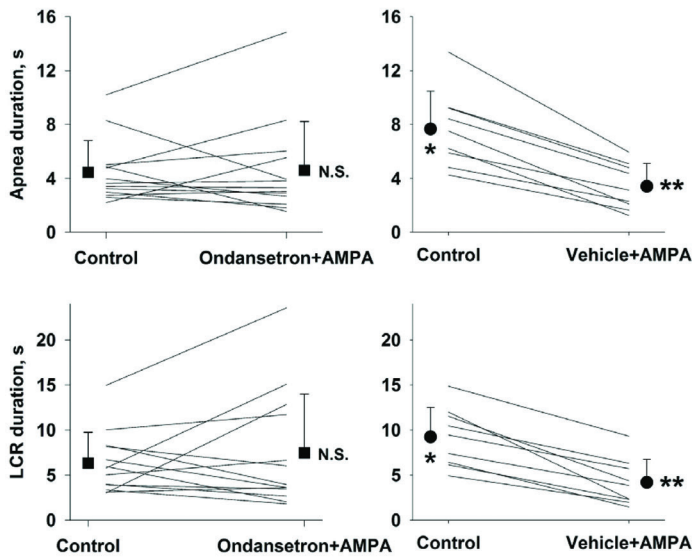 Apnea duration, s
16
12
8
4
0
N.S.
Control
Ondansetron+AMPA
16
12
8
4
0
*
**
Control
Vehicle+AMPA
LCR duration, s
20
15
10
5
0
N.S.
Control
Ondansetron+AMPA
20
15
10
5
0
*
**
Control
Vehicle+AMPA